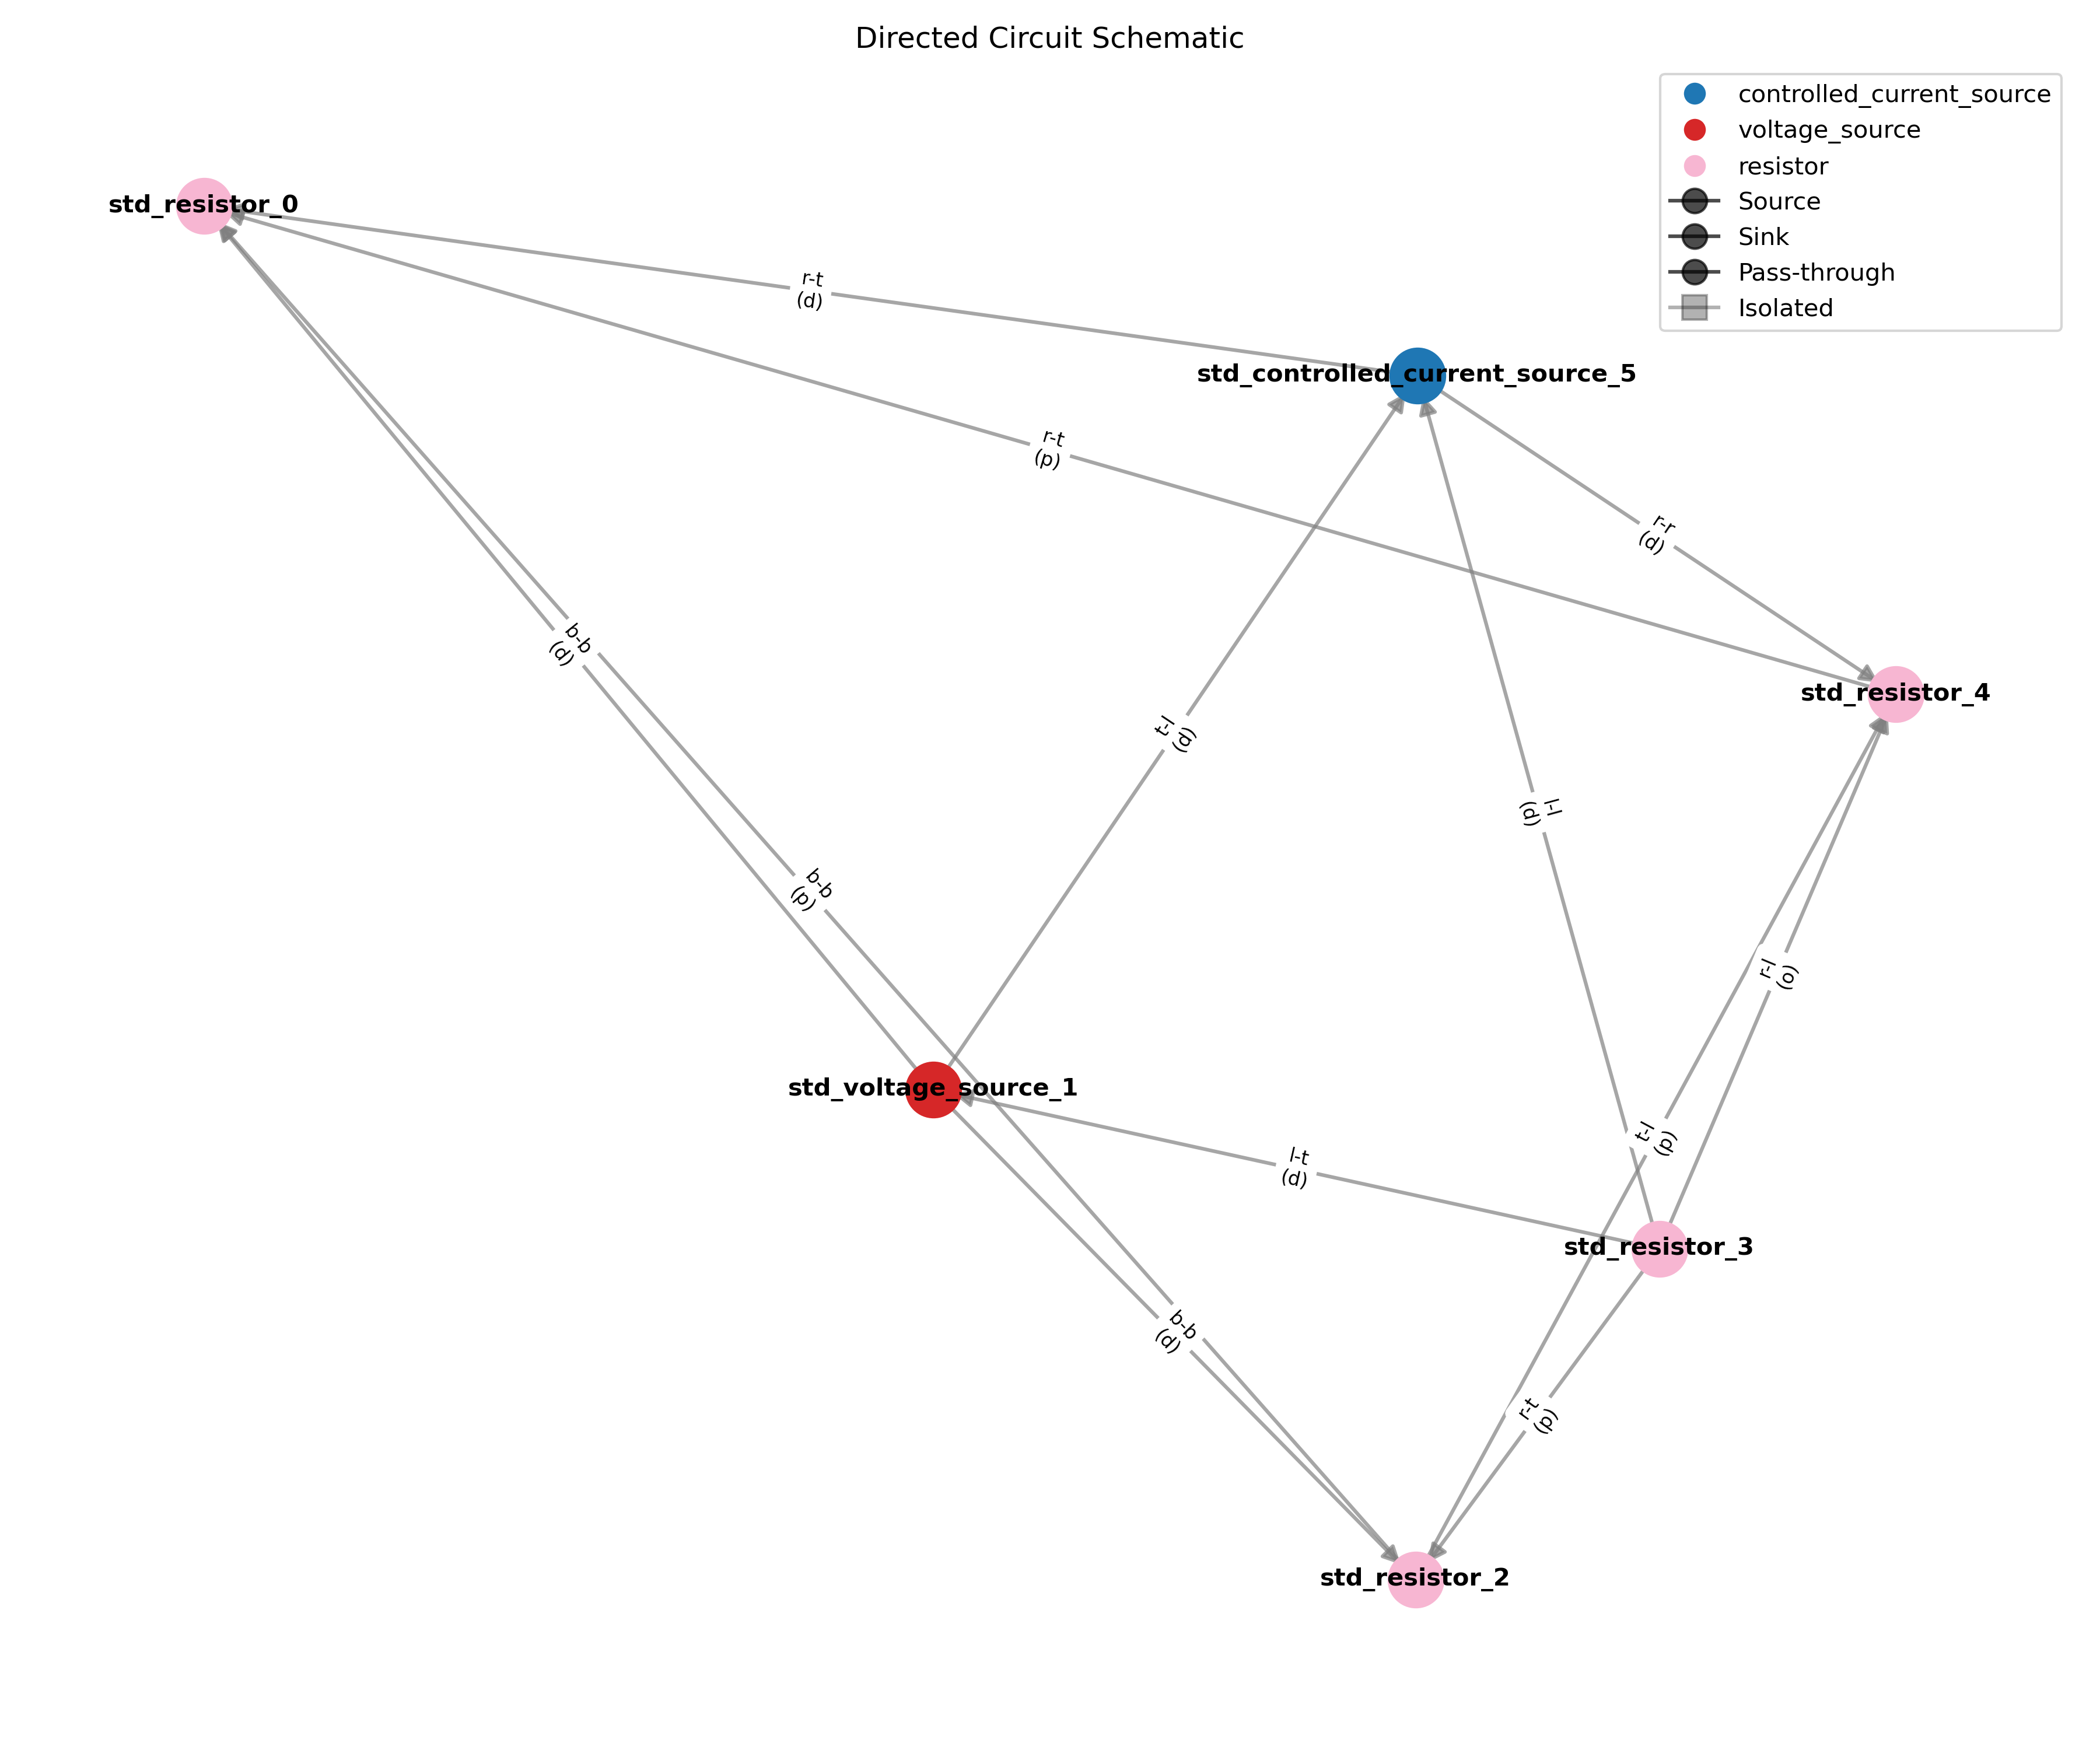 Directed Circuit Schematic
controlled_current_source
voltage_source
resistor
Source
Sink
Pass-through
Isolated
std_resistor_0
r-t
(d)
std_controlled_current_source_5
r-t
(p)
r-r
(d)
b-b
(d)
std_resistor_4
t-l
(d)
l-l
(d)
b-b
(p)
r-l
(o)
std_voltage_source_1
t-l
(p)
l-t
(d)
std_resistor_3
b-b
(d)
r-t
(p)
std_resistor_2